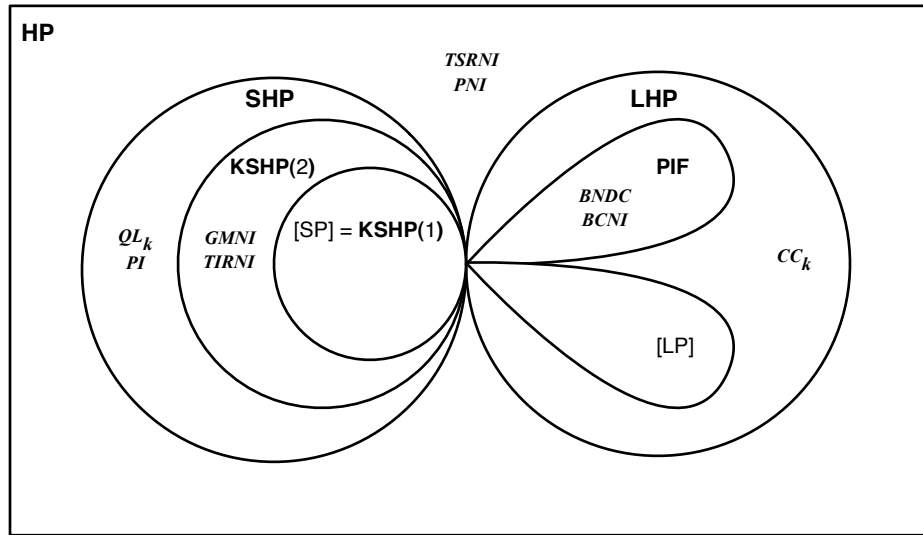 HP
TSRNI
PNI
SHP
LHP
KSHP(2)
PIF
BNDC
BCNI
[SP] = KSHP(1)
QLk
PI
GMNI
TIRNI
CCk
[LP]